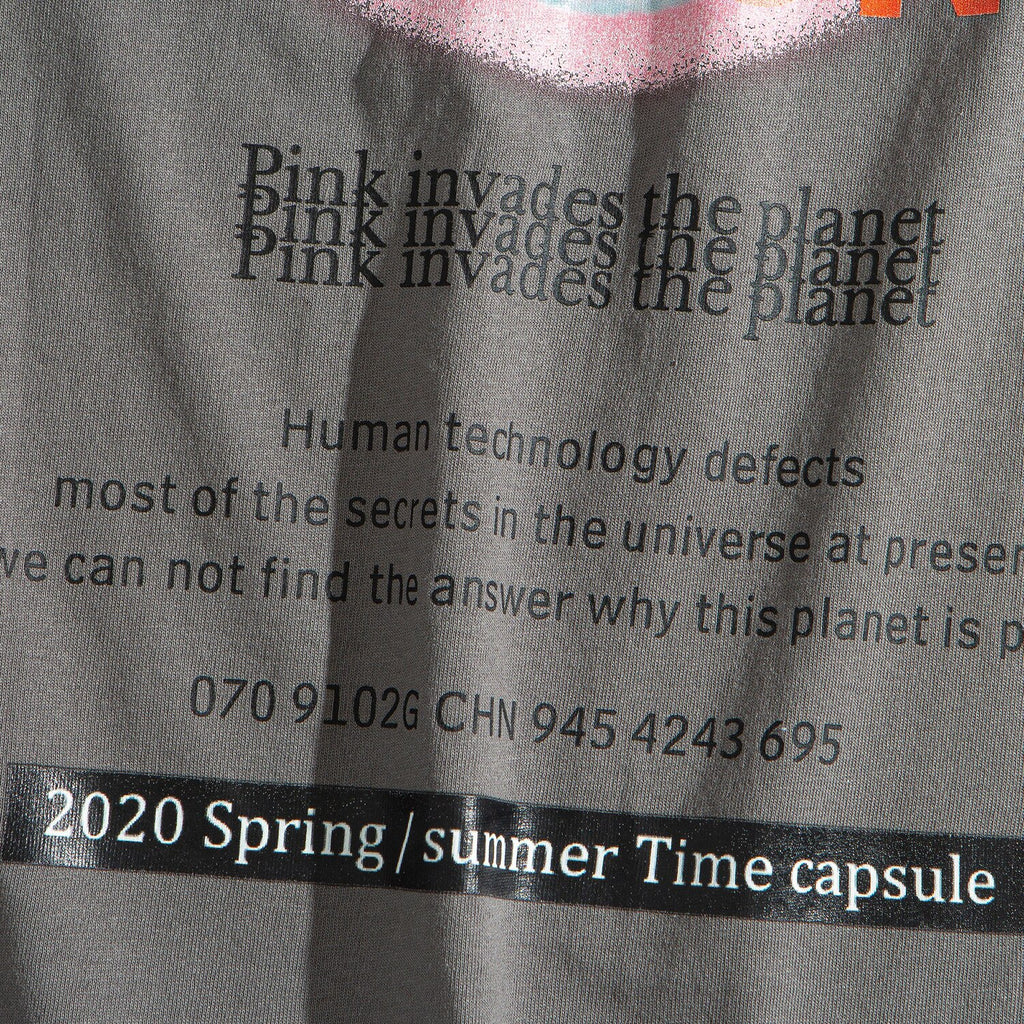 Pink invades the planet
Pink invades the planet
Pink invades the planet
Human technology defects
most of the secrets in the universe at
we can not find the answer why this planet is
070 9102G CHN 945 4243 695
2020 Spring/summer Time capsule